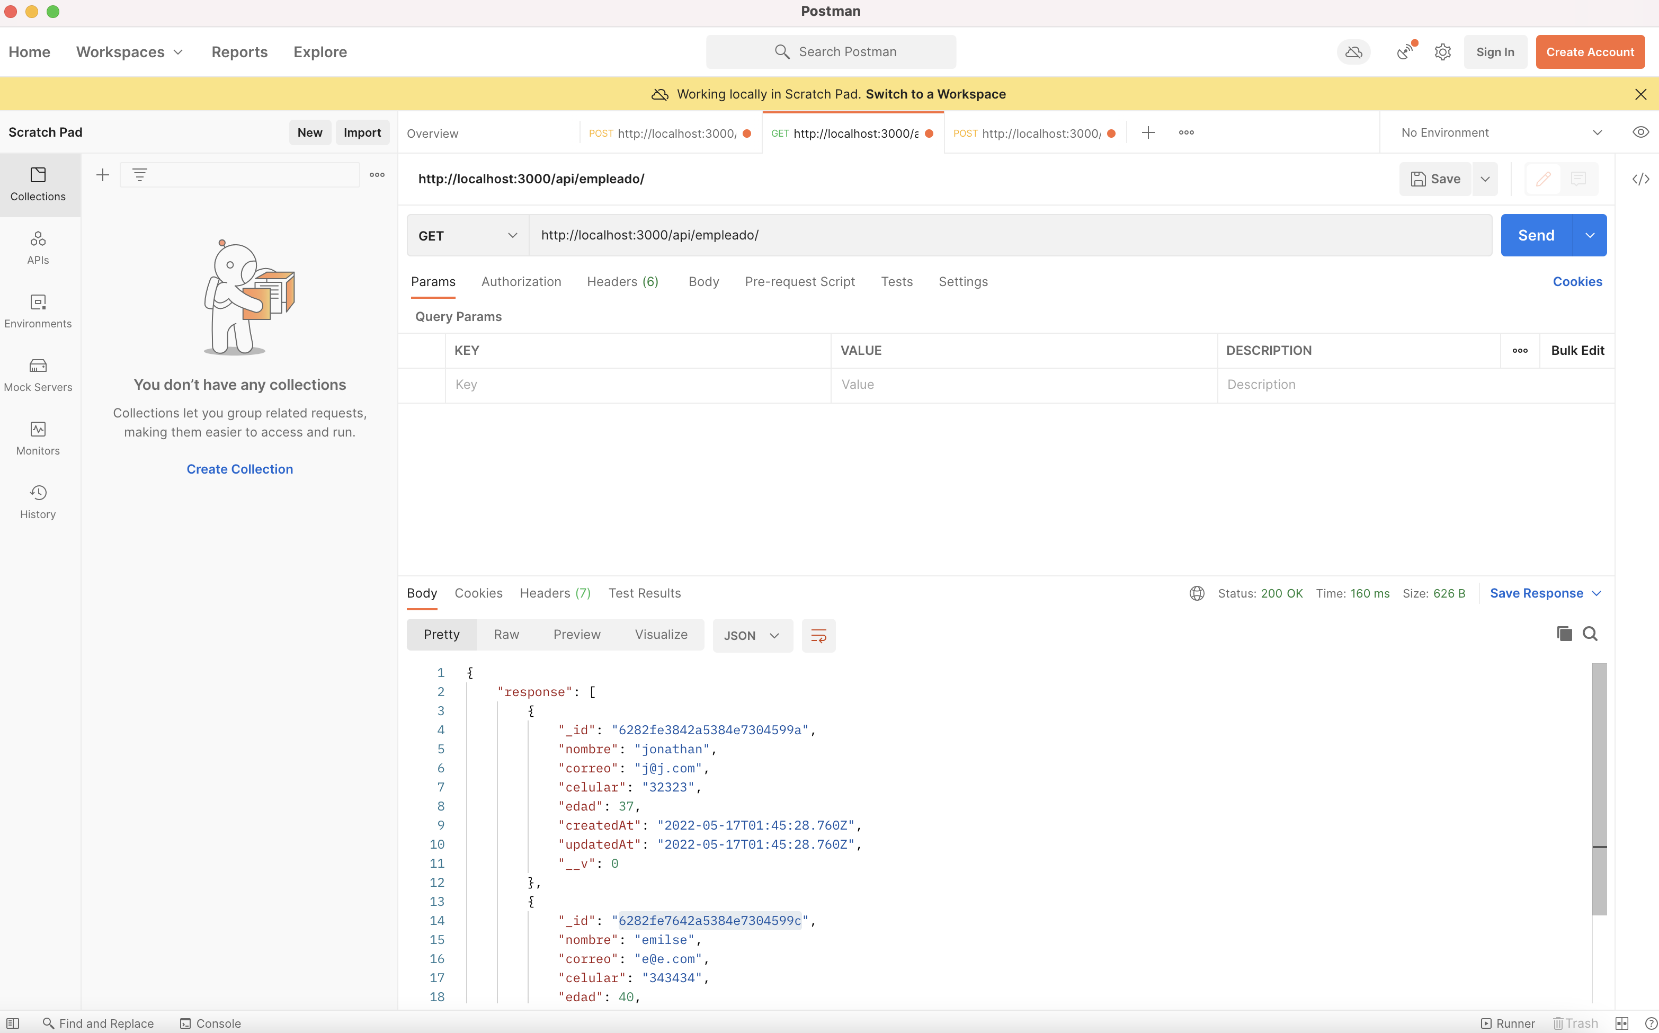 Postman
Home
Workspaces
Reports
Explore
Search Postman
Sign In
Create Account
Working locally in Scratch Pad. Switch to a Workspace
Scratch Pad
New
Import
Overview
POST http://localhost:3000,
GET http://localhost:3000/a
POST http://localhost:3000/
No Environment
Collections
APIs
Environments
Mock Servers
Monitors
History
You don’t have any collections
Collections let you group related requests,
making them easier to access and run.
Create Collection
http://localhost:3000/api/empleado/
Save
GET
http://localhost:3000/api/empleado/
Send
Params
Authorization
Headers (6)
Body
Pre-request Script
Tests
Settings
Cookies
Query Params
KEY
VALUE
DESCRIPTION
Bulk Edit
Key
Value
Description
Body
Cookies
Headers (7)
Test Results
Status: 200 OK
Time: 160 ms
Size: 626 B
Save Response
Pretty
Raw
Preview
Visualize
JSON
1 {
2 "response": [
3 {
4 "_id": "6282fe3842a5384e7304599a",
5 "nombre": "jonathan",
6 "correo": "j@j.com",
7 "celular": "32323",
8 "edad": 37,
9 "createdAt": "2022-05-17T01:45:28.760Z",
10 "updatedAt": "2022-05-17T01:45:28.760Z",
11 "__v": 0
12 },
13 {
14 "_id": "6282fe7642a5384e7304599c",
15 "nombre": "emilse",
16 "correo": "e@e.com",
17 "celular": "343434",
18 "edad": 40,
Find and Replace
Console
Runner
Trash